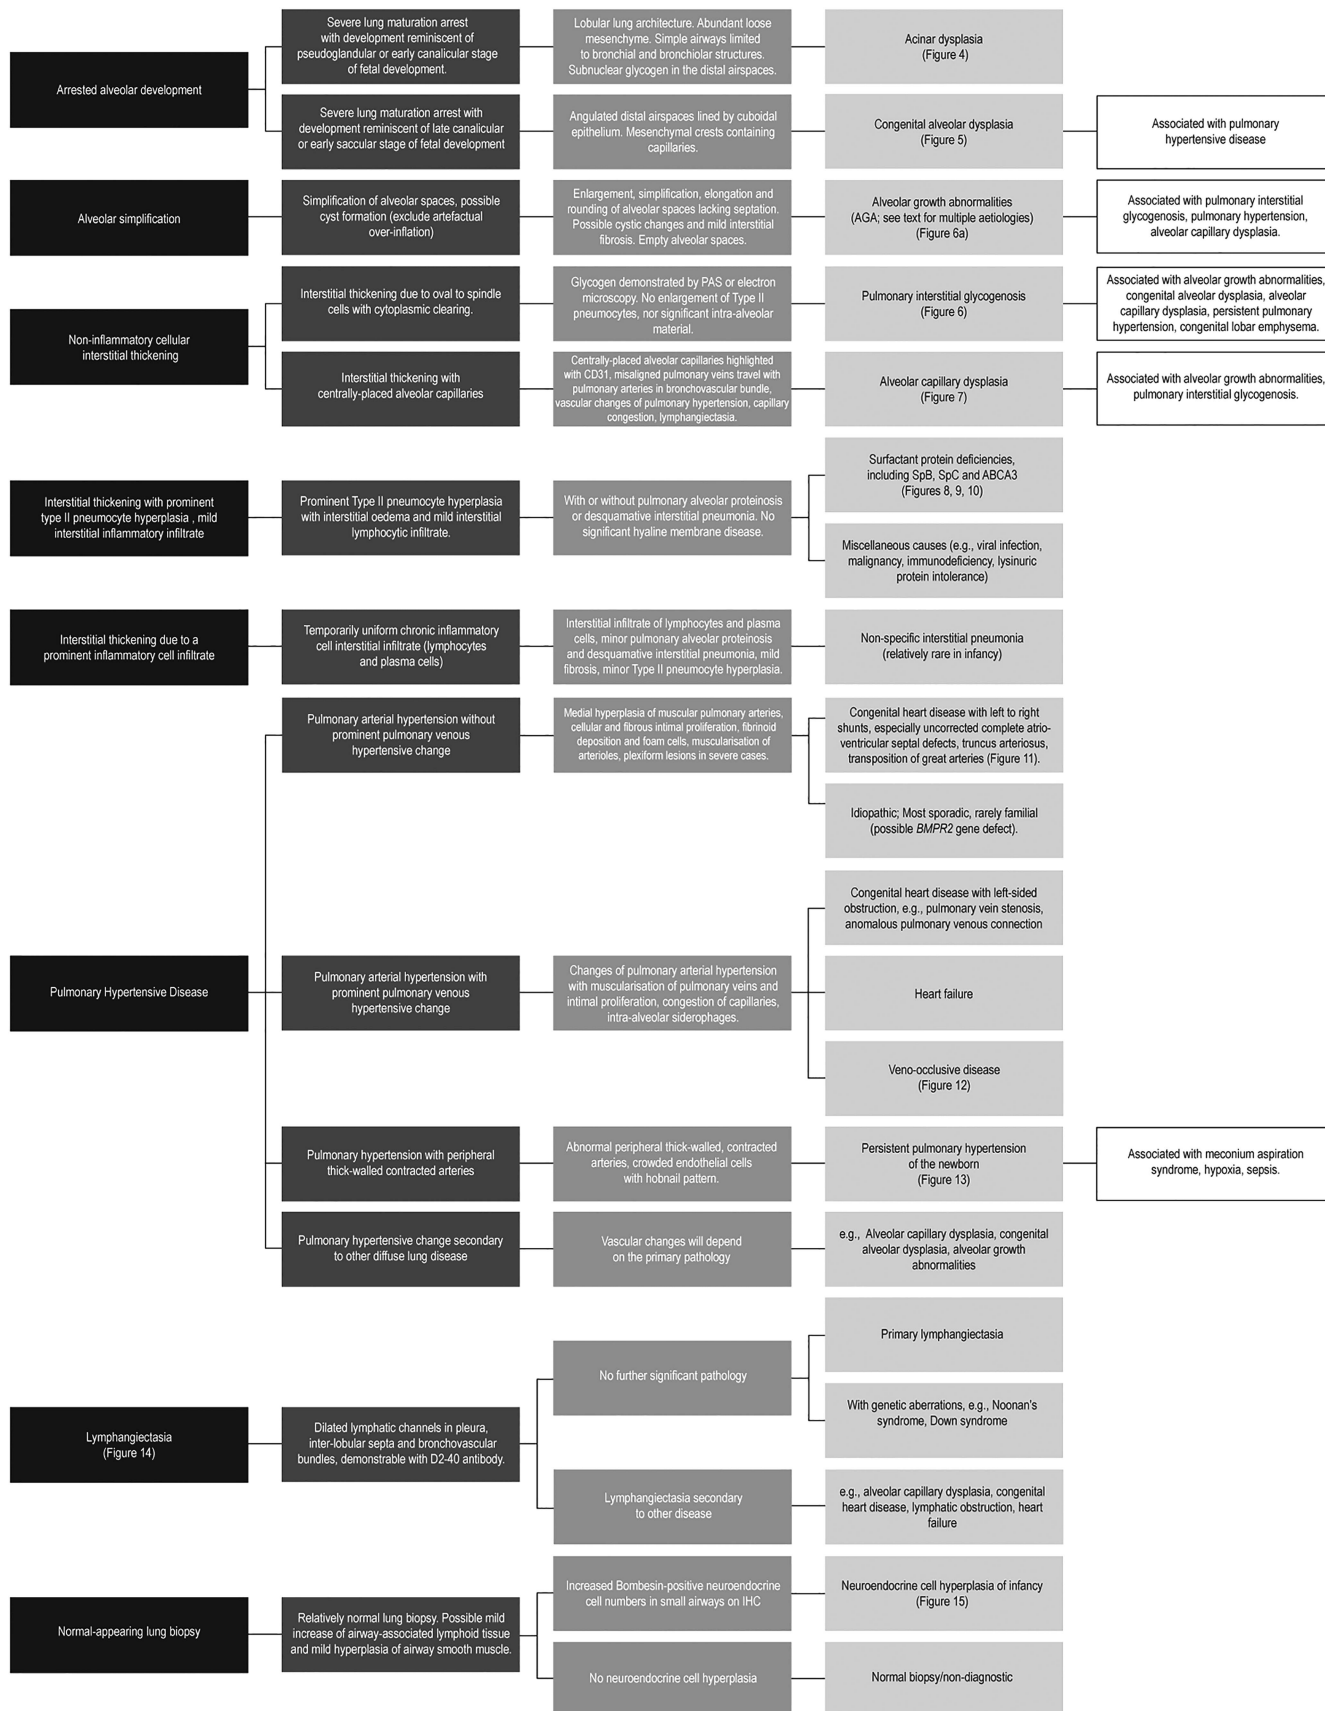 Arrested alveolar development
Severe lung maturation arrest
with development reminiscent of
pseudoglandular or early canalicular stage
of fetal development.
Lobular lung architecture. Abundant loose
mesenchyme. Simple airways limited
to bronchial and bronchiolar structures.
Subnuclear glycogen in the distal airspaces.
Acinar dysplasia
(Figure 4)
Severe lung maturation arrest with
development reminiscent of late canalicular
or early saccular stage of fetal development
Angulated distal airspaces lined by cuboidal
epithelium. Mesenchymal crests containing
capillaries.
Congenital alveolar dysplasia
(Figure 5)
Associated with pulmonary
hypertensive disease
Alveolar simplification
Simplification of alveolar spaces, possible
cyst formation (exclude artefactual
over-inflation)
Enlargement, simplification, elongation and
rounding of alveolar spaces lacking septation.
Possible cystic changes and mild interstitial
fibrosis. Empty alveolar spaces.
Alveolar growth abnormalities
(AGA; see text for multiple aetiologies)
(Figure 6a)
Associated with pulmonary interstitial
glycogenosis, pulmonary hypertension,
alveolar capillary dysplasia.
Non-inflammatory cellular
interstitial thickening
Interstitial thickening due to oval to spindle
cells with cytoplasmic clearing.
Glycogen demonstrated by PAS or electron
microscopy. No enlargement of Type II
pneumocytes, nor significant intra-alveolar
material.
Pulmonary interstitial glycogenosis
(Figure 6)
Associated with alveolar growth abnormalities,
congenital alveolar dysplasia, alveolar
capillary dysplasia, persistent pulmonary
hypertension, congenital lobar emphysema.
Interstitial thickening with
centrally-placed alveolar capillaries
Centrally-placed alveolar capillaries highlighted
with CD31, misaligned pulmonary veins travel with
pulmonary arteries in bronchovascular bundle,
vascular changes of pulmonary hypertension, capillary
congestion, lymphangiectasia.
Alveolar capillary dysplasia
(Figure 7)
Associated with alveolar growth abnormalities,
pulmonary interstitial glycogenosis.
Interstitial thickening with prominent
type II pneumocyte hyperplasia , mild
interstitial inflammatory infiltrate
Prominent Type II pneumocyte hyperplasia
with interstitial oedema and mild interstitial
lymphocytic infiltrate.
With or without pulmonary alveolar proteinosis
or desquamative interstitial pneumonia. No
significant hyaline membrane disease.
Surfactant protein deficiencies,
including SpB, SpC and ABCA3
(Figures 8, 9, 10)
Miscellaneous causes (e.g., viral infection,
malignancy, immunodeficiency, lysinuric
protein intolerance)
Interstitial thickening due to a
prominent inflammatory cell infiltrate
Temporarily uniform chronic inflammatory
cell interstitial infiltrate (lymphocytes
and plasma cells)
Interstitial infiltrate of lymphocytes and plasma
cells, minor pulmonary alveolar proteinosis
and desquamative interstitial pneumonia, mild
fibrosis, minor Type II pneumocyte hyperplasia.
Non-specific interstitial pneumonia
(relatively rare in infancy)
Pulmonary Hypertensive Disease
Pulmonary arterial hypertension without
prominent pulmonary venous
hypertensive change
Medial hyperplasia of muscular pulmonary arteries,
cellular and fibrous intimal proliferation, fibrinoid
deposition and foam cells, muscularisation of
arterioles, plexiform lesions in severe cases.
Congenital heart disease with left to right
shunts, especially uncorrected complete atrio-
ventricular septal defects, truncus arteriosus,
transposition of great arteries (Figure 11).
Idiopathic; Most sporadic, rarely familial
(possible BMPR2 gene defect).
Pulmonary arterial hypertension with
prominent pulmonary venous
hypertensive change
Changes of pulmonary arterial hypertension
with muscularisation of pulmonary veins and
intimal proliferation, congestion of capillaries,
intra-alveolar siderophages.
Congenital heart disease with left-sided
obstruction, e.g., pulmonary vein stenosis,
anomalous pulmonary venous connection
Heart failure
Veno-occlusive disease
(Figure 12)
Pulmonary hypertension with peripheral
thick-walled contracted arteries
Abnormal peripheral thick-walled, contracted
arteries, crowded endothelial cells
with hobnail pattern.
Persistent pulmonary hypertension
of the newborn
(Figure 13)
Associated with meconium aspiration
syndrome, hypoxia, sepsis.
Pulmonary hypertensive change secondary
to other diffuse lung disease
Vascular changes will depend
on the primary pathology
e.g., Alveolar capillary dysplasia, congenital
alveolar dysplasia, alveolar growth
abnormalities
Lymphangiectasia
(Figure 14)
Dilated lymphatic channels in pleura,
inter-lobular septa and bronchovascular
bundles, demonstrable with D2-40 antibody.
No further significant pathology
Primary lymphangiectasia
With genetic aberrations, e.g., Noonan's
syndrome, Down syndrome
Lymphangiectasia secondary
to other disease
e.g., alveolar capillary dysplasia, congenital
heart disease, lymphatic obstruction, heart
failure
Normal-appearing lung biopsy
Relatively normal lung biopsy. Possible mild
increase of airway-associated lymphoid tissue
and mild hyperplasia of airway smooth muscle.
Increased Bombesin-positive neuroendocrine
cell numbers in small airways on IHC
Neuroendocrine cell hyperplasia of infancy
(Figure 15)
No neuroendocrine cell hyperplasia
Normal biopsy/non-diagnostic